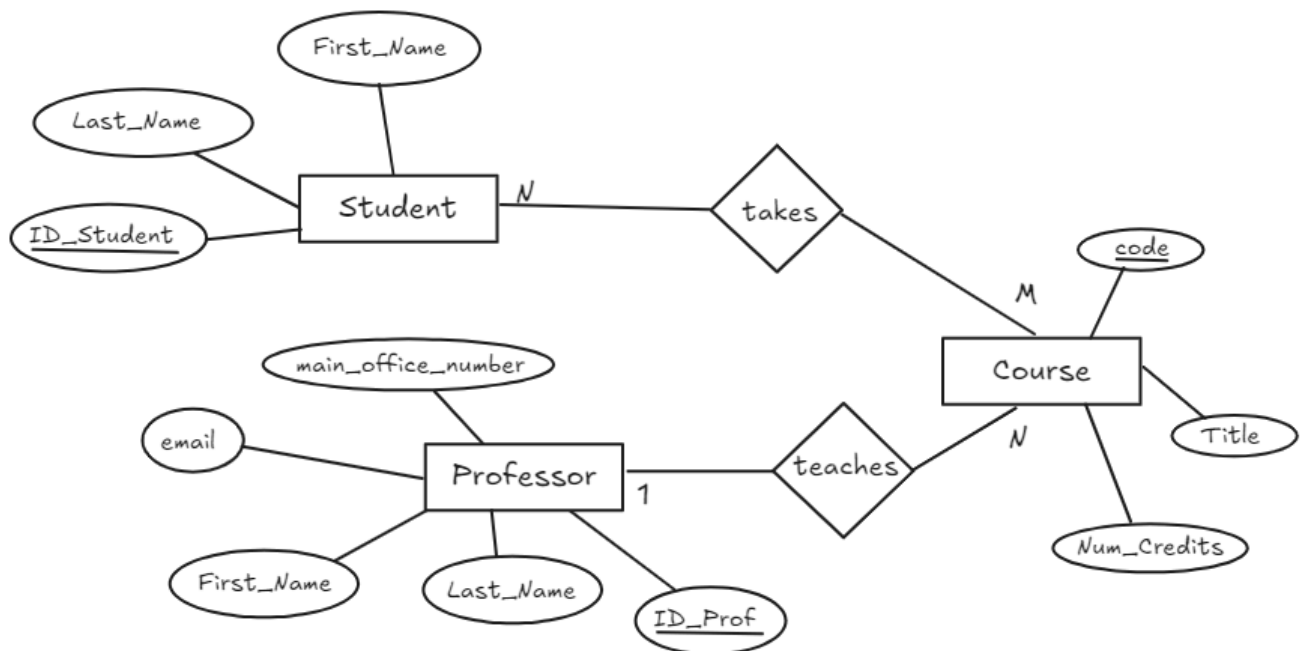 First_Name
Last_Name
Student
N
takes
ID_Student
code
M
main_office_number
Course
email
Title
Professor
1
teaches
N
Num_Credits
First_Name
Last_Name
ID_Prof